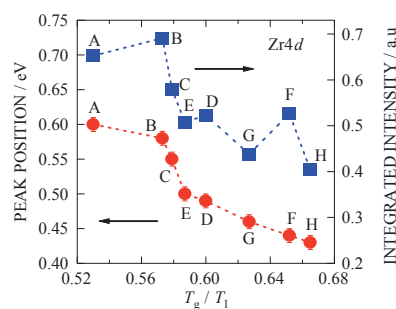 Zr4d
PEAK POSITION / eV
INTEGRATED INTENSITY / a.u
0.75
0.70
0.65
0.60
0.55
0.50
0.45
0.40
0.7
0.6
0.5
0.4
0.3
0.2
A
B
C
E
D
G
F
H
A
B
C
E
D
G
F
H
0.53 0.56 0.60 0.64 0.67
Tg / Tl